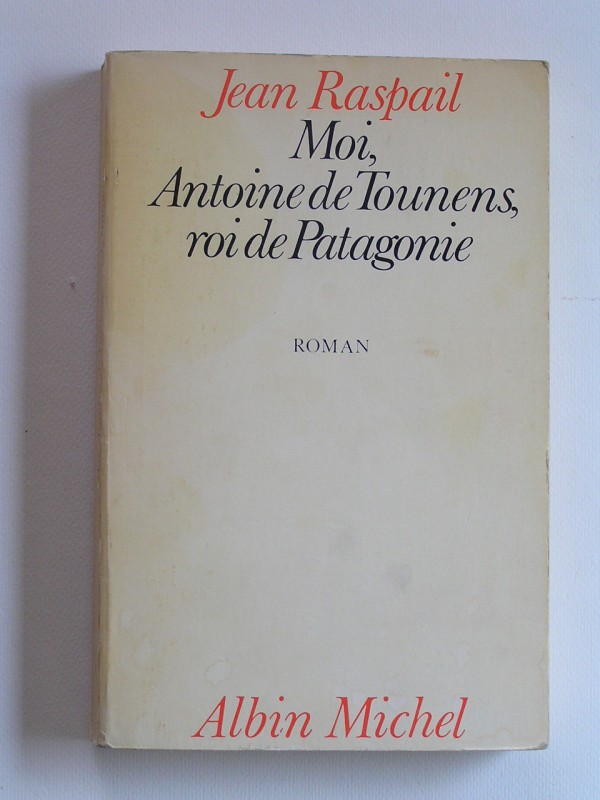 Jean Raspail
Moi,
Antoine de Tounens,
roi de Patagonie
ROMAN
Albin Michel